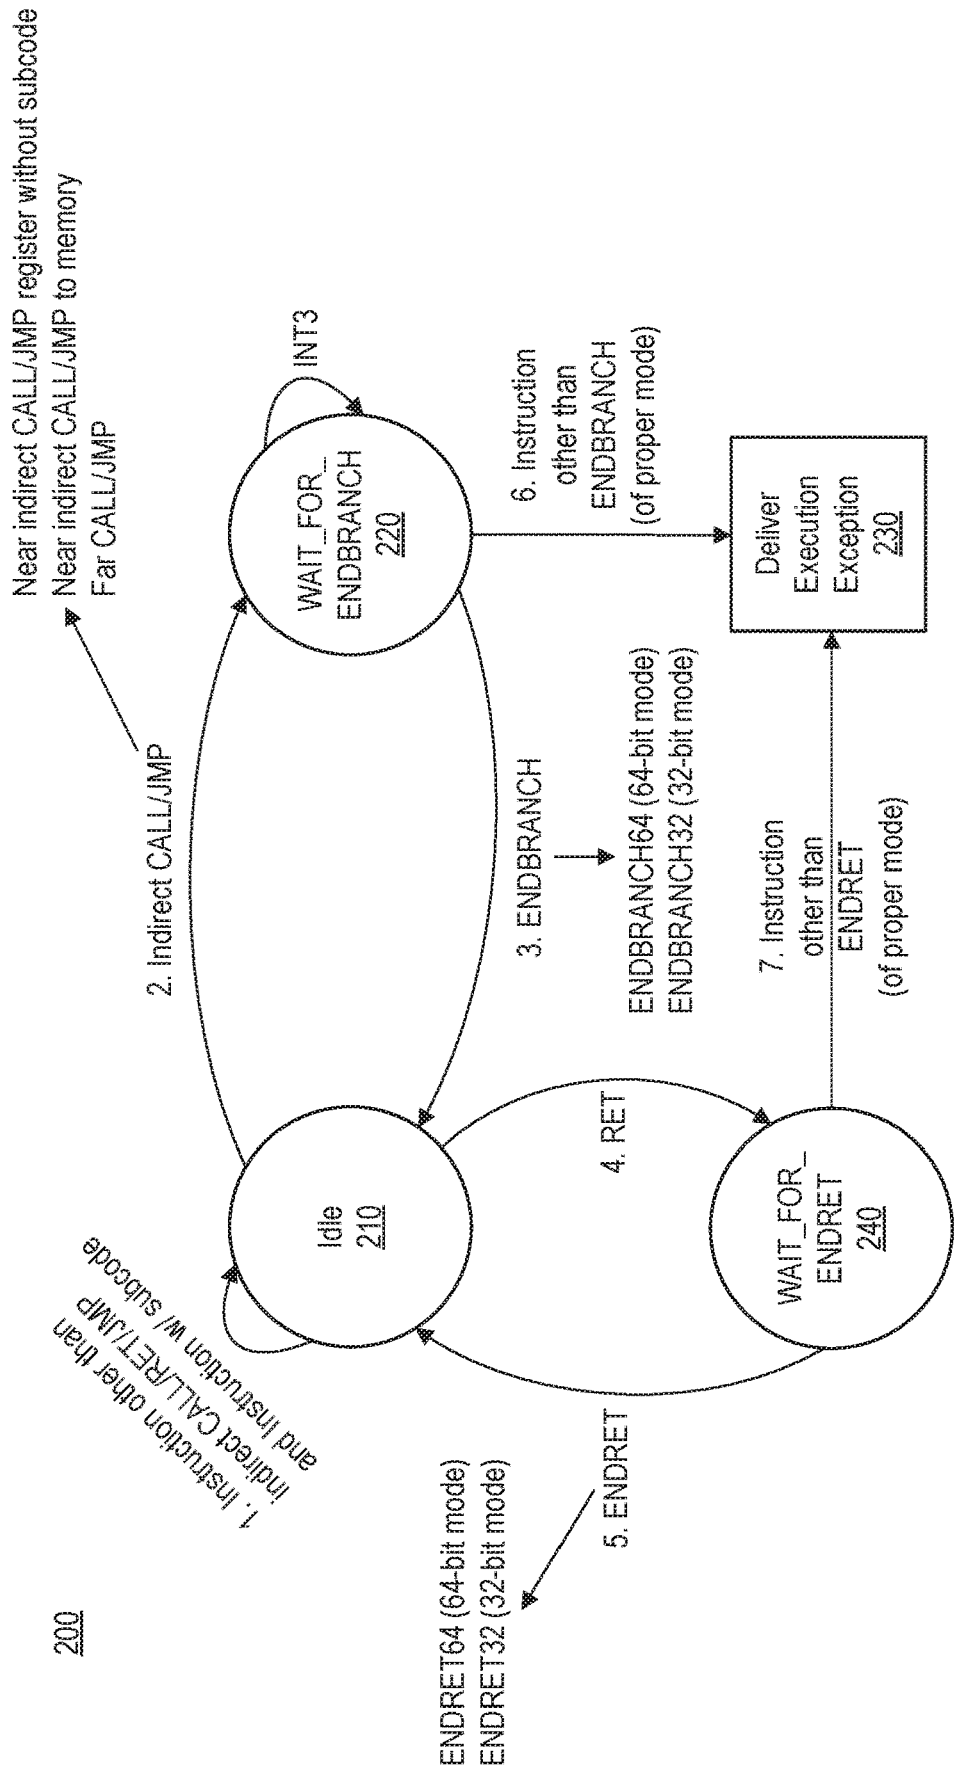 200
1. Instruction other than
indirect CALL/RET/JMP
and Instruction w/ subcode
2. Indirect CALL/JMP
Near indirect CALL/JMP register without subcode
Near indirect CALL/JMP to memory
Far CALL/JMP
Idle
210
WAIT_FOR_
ENDBRANCH
220
INT3
3. ENDBRANCH
ENDBRANCH64 (64-bit mode)
ENDBRANCH32 (32-bit mode)
6. Instruction
other than
ENDBRANCH
(of proper mode)
4. RET
5. ENDRET
ENDRET64 (64-bit mode)
ENDRET32 (32-bit mode)
WAIT_FOR_
ENDRET
240
7. Instruction
other than
ENDRET
(of proper mode)
Deliver
Execution
Exception
230